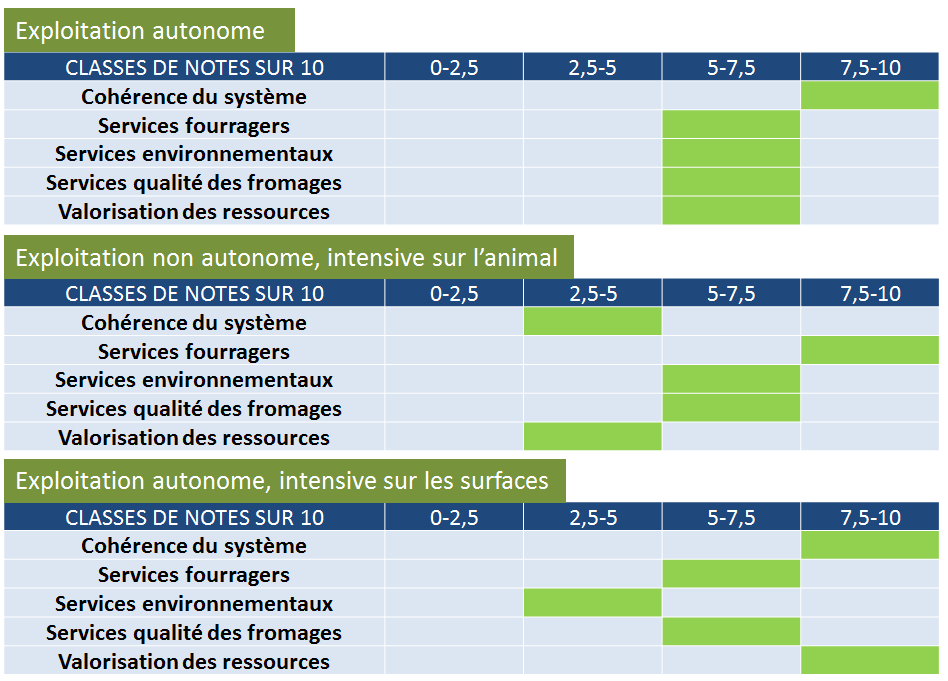 Exploitation autonome
CLASSES DE NOTES SUR 10 0-2,5 2,5-5 5-7,5 7,5-10
Cohérence du système
Services fourragers
Services environnementaux
Services qualité des fromages
Valorisation des ressources
Exploitation non autonome, intensive sur l’animal
CLASSES DE NOTES SUR 10 0-2,5 2,5-5 5-7,5 7,5-10
Cohérence du système
Services fourragers
Services environnementaux
Services qualité des fromages
Valorisation des ressources
Exploitation autonome, intensive sur les surfaces
CLASSES DE NOTES SUR 10 0-2,5 2,5-5 5-7,5 7,5-10
Cohérence du système
Services fourragers
Services environnementaux
Services qualité des fromages
Valorisation des ressources